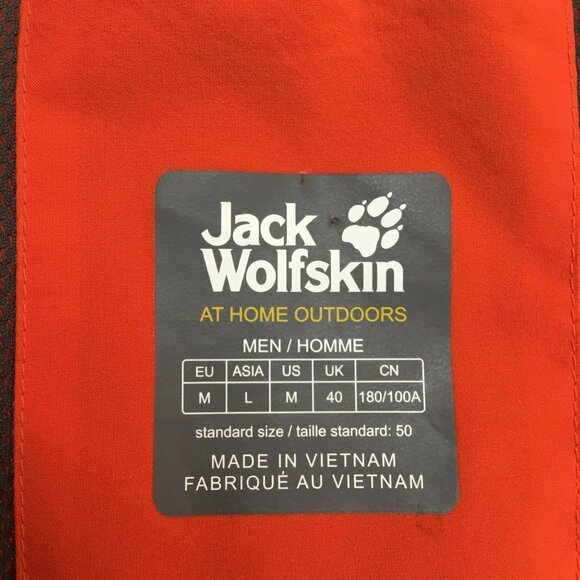 Jack
Wolfskin
AT HOME OUTDOORS
MEN / HOMME
EU ASIA US UK CN
M L M 40 180/100A
standard size / taille standard: 50
MADE IN VIETNAM
FABRIQUÉ AU VIETNAM